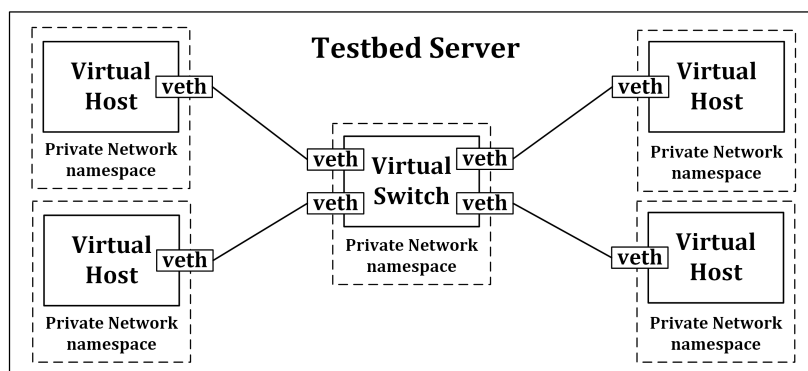 Testbed Server
Virtual
Host
veth
Private Network
namespace
Virtual
Host
veth
Private Network
namespace
veth
veth
Virtual
Switch
veth
veth
Private Network
namespace
veth
Virtual
Host
Private Network
namespace
veth
Virtual
Host
Private Network
namespace